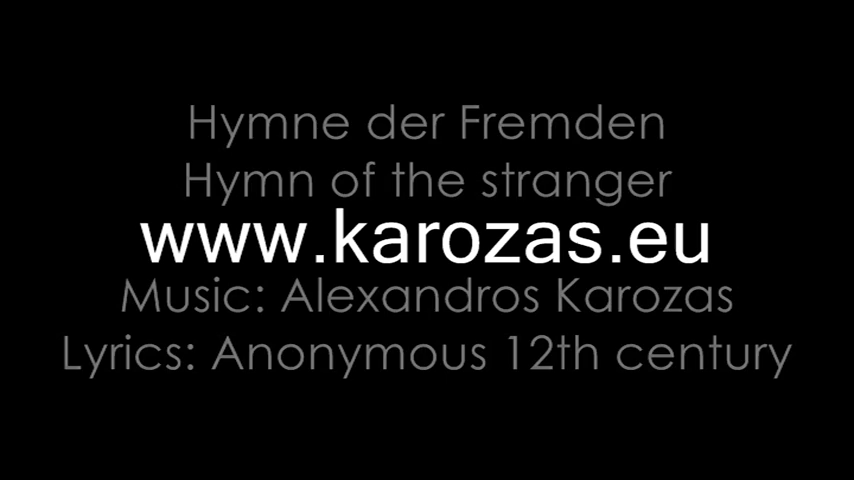 Hymne der Fremden
Hymn of the stranger
www.karozas.eu
Music: Alexandros Karozas
Lyrics: Anonymous 12th century